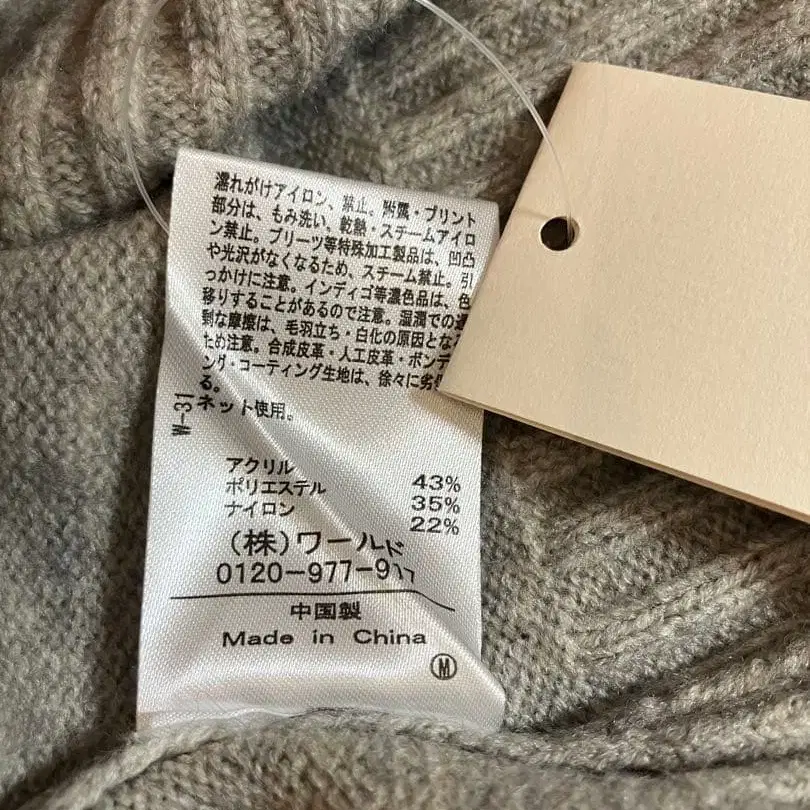 濡れがけアイロン、禁止。附属・プリント
部分は、もみ洗い、乾熱・スチームアイロ
ン禁止。プリーツ等特殊加工製品は、凹凸
や光沢がなくなるため、スチーム禁止。引
っかけに注意。インディゴ等濃色品は、色
移りすることがあるので注意。湿潤での過
剰な摩擦は、毛羽立ち・白化の原因となる
ため注意。合成皮革・人工皮革・ボンデ
ング・コーティング生地は、徐々に劣
る。
ネット使用。
W-31
アクリル 43%
ポリエステル 35%
ナイロン 22%
(株)ワールド
0120-977-9
中国製
Made in China
M